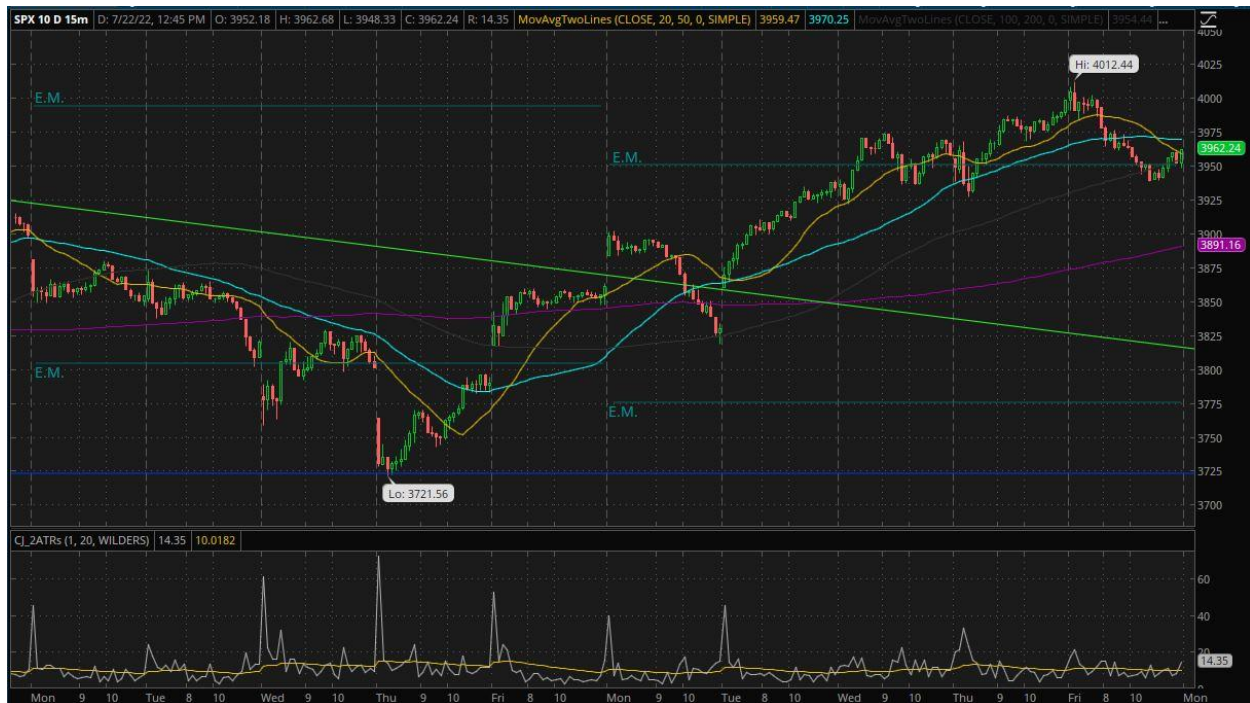 SPX 10 D 15m D: 7/22/22, 12:45 PM O: 3952.18 H: 3962.68 L: 3948.33 C: 3962.24 R: 14.35 MovAvgTwoLines (CLOSE, 20, 50, 0, SIMPLE) 3959.47 3970.25 MovAvgTwoLines (CLOSE, 100, 200, 0, SIMPLE) 3954.44 ...
4050
Hi: 4012.44
4025
E.M.
4000
3975
E.M.
3962.24
3950
3925
3900
3891.16
3875
3850
3825
E.M.
3800
E.M.
3775
3750
3725
Lo: 3721.56
3700
CJ_2ATRs (1, 20, WILDERS) 14.35 10.0182
60
40
20
14.35
0
Mon 9 10 Tue 8 10 Wed 9 10 Thu 9 10 Fri 9 10 Mon 9 10 Tue 8 10 Wed 9 10 Thu 9 10 Fri 8 10 Mon